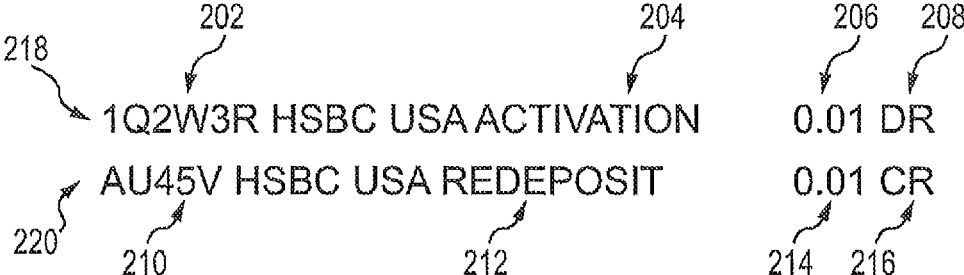 202 204 206 208
218
1Q2W3R HSBC USA ACTIVATION 0.01 DR
AU45V HSBC USA REDEPOSIT 0.01 CR
220 210 212 214 216